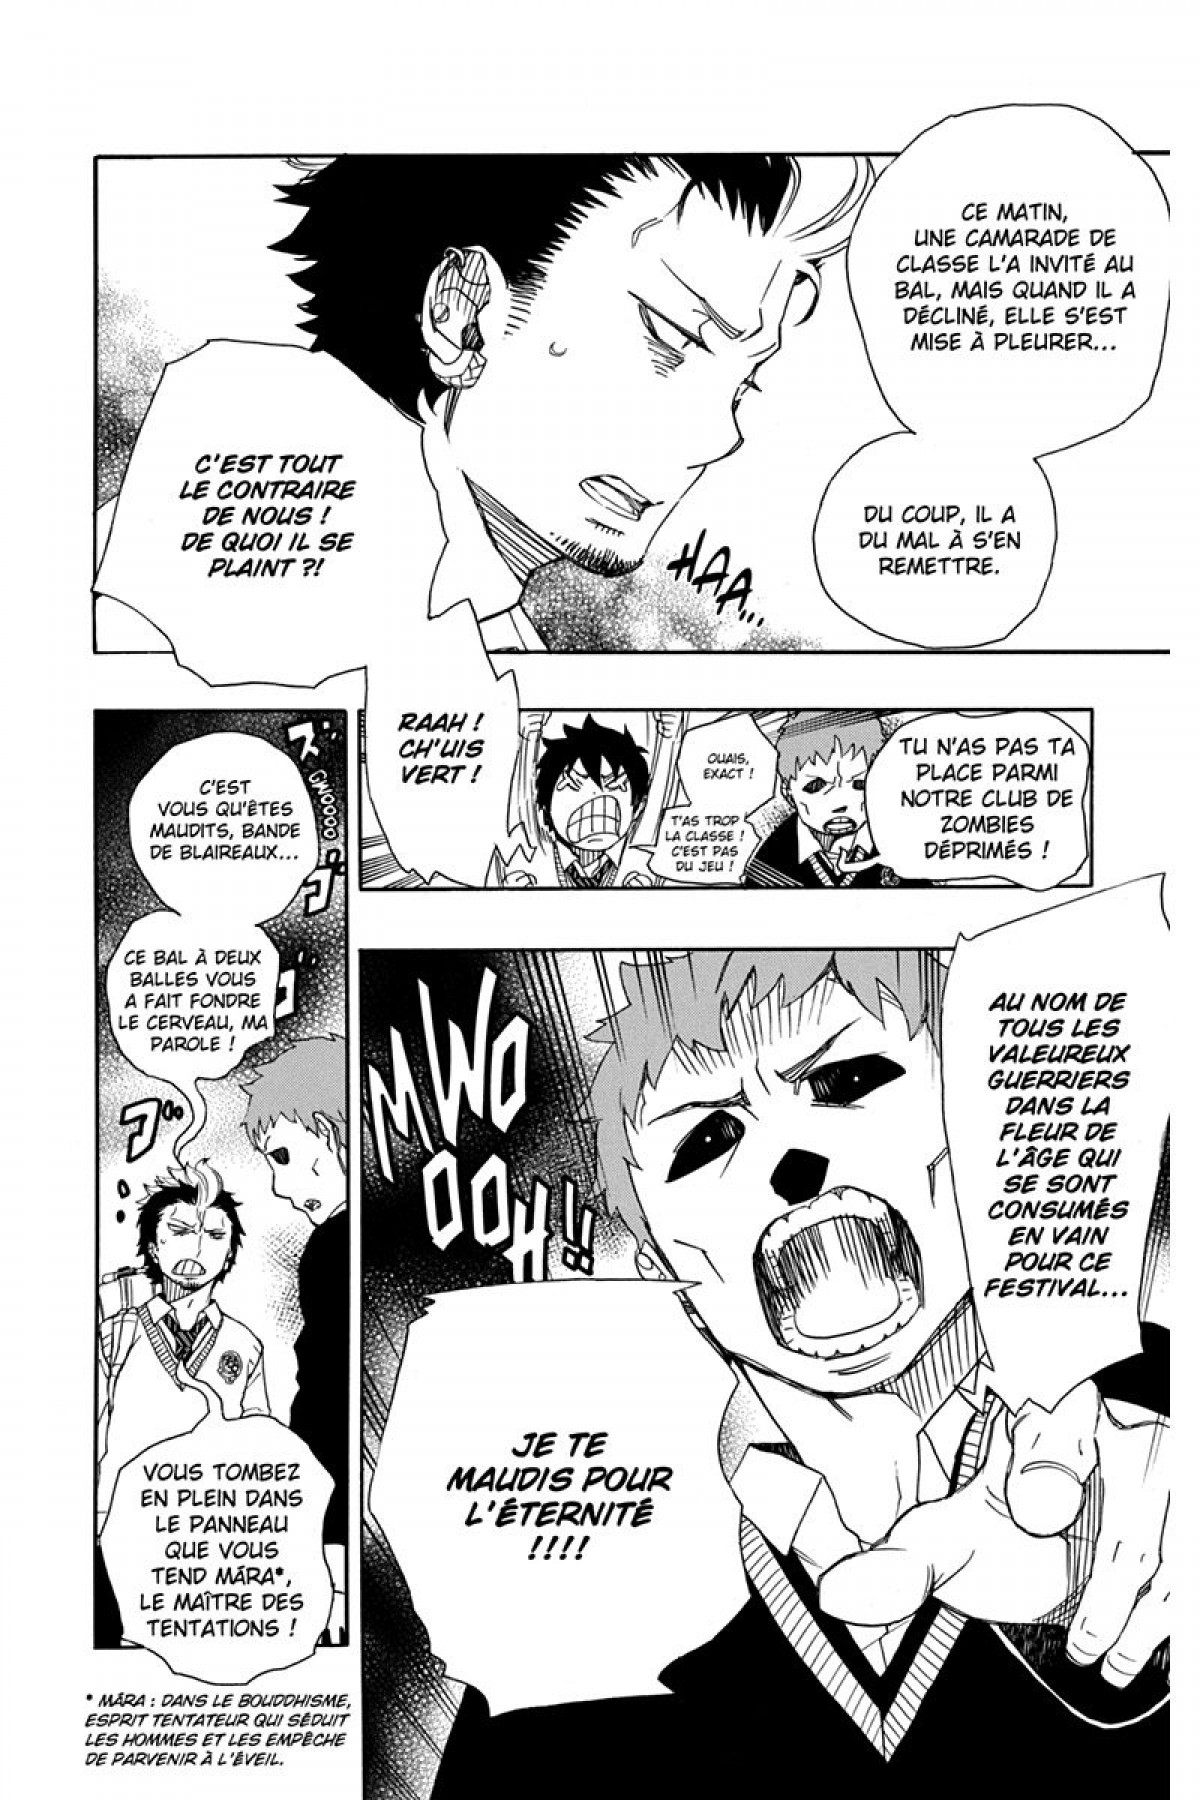 CE MATIN,
UNE CAMARADE DE
CLASSE L'A INVITÉ AU
BAL, MAIS QUAND IL A
DÉCLINÉ, ELLE S'EST
MISE À PLEURER...
DU COUP, IL A
DU MAL À S'EN
REMETTRE.
HAA...
C'EST TOUT
LE CONTRAIRE
DE NOUS !
DE QUOI IL SE
PLAINT ?!
TU N'AS PAS TA
PLACE PARMI
NOTRE CLUB DE
ZOMBIES
DÉPRIMÉS !
OUAIS,
EXACT !
T'AS TROP
LA CLASSE !
C'EST PAS
DU JEU !
RAAH !
CH'UIS
VERT !
AU NOM DE
TOUS LES
VALEUREUX
GUERRIERS
DANS LA
FLEUR DE
L'ÂGE QUI
SE SONT
CONSUMÉS
EN VAIN
POUR CE
FESTIVAL...
MWO
OOH !!
JE TE
MAUDIS POUR
L'ÉTERNITÉ
!!!!
ズ
ゴ
ゴ
ゴ
C'EST
VOUS QU'ÊTES
MAUDITS, BANDE
DE BLAIREAUX...
CE BAL À DEUX
BALLES VOUS
A FAIT FONDRE
LE CERVEAU, MA
PAROLE !
VOUS TOMBEZ
EN PLEIN DANS
LE PANNEAU
QUE VOUS
TEND MĀRA*,
LE MAÎTRE DES
TENTATIONS !
* MĀRA : DANS LE BOUDDHISME,
ESPRIT TENTATEUR QUI SÉDUIT
LES HOMMES ET LES EMPÊCHE
DE PARVENIR À L'ÉVEIL.